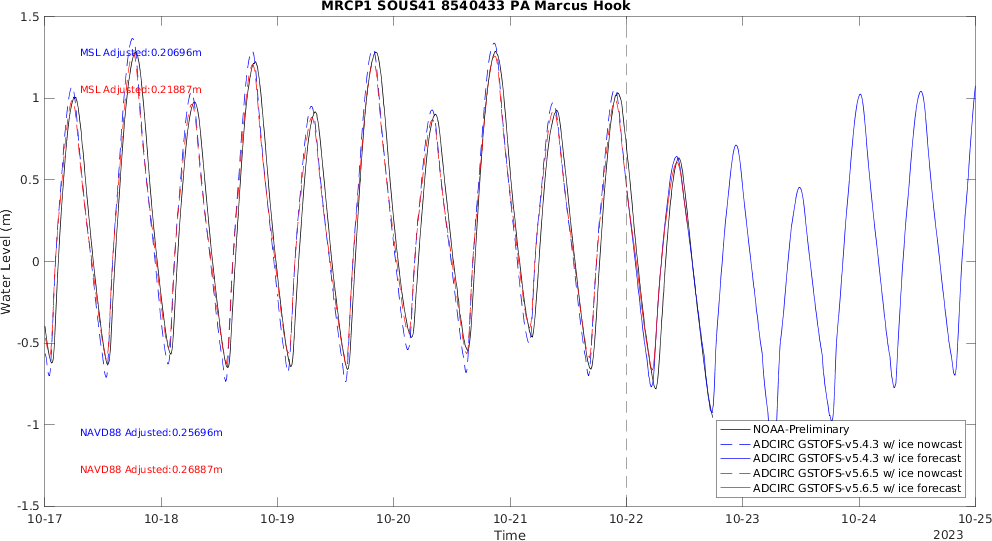 MRCP1 SOUS41 8540433 PA Marcus Hook
1.5
1
0.5
0
-0.5
-1
-1.5
Water Level (m)
MSL Adjusted:0.20696m
MSL Adjusted:0.21887m
NAVD88 Adjusted:0.25696m
NAVD88 Adjusted:0.26887m
NOAA-Preliminary
ADCIRC GSTOFS-v5.4.3 w/ ice nowcast
ADCIRC GSTOFS-v5.4.3 w/ ice forecast
ADCIRC GSTOFS-v5.6.5 w/ ice nowcast
ADCIRC GSTOFS-v5.6.5 w/ ice forecast
10-17 10-18 10-19 10-20 10-21 10-22 10-23 10-24 10-25
Time
2023